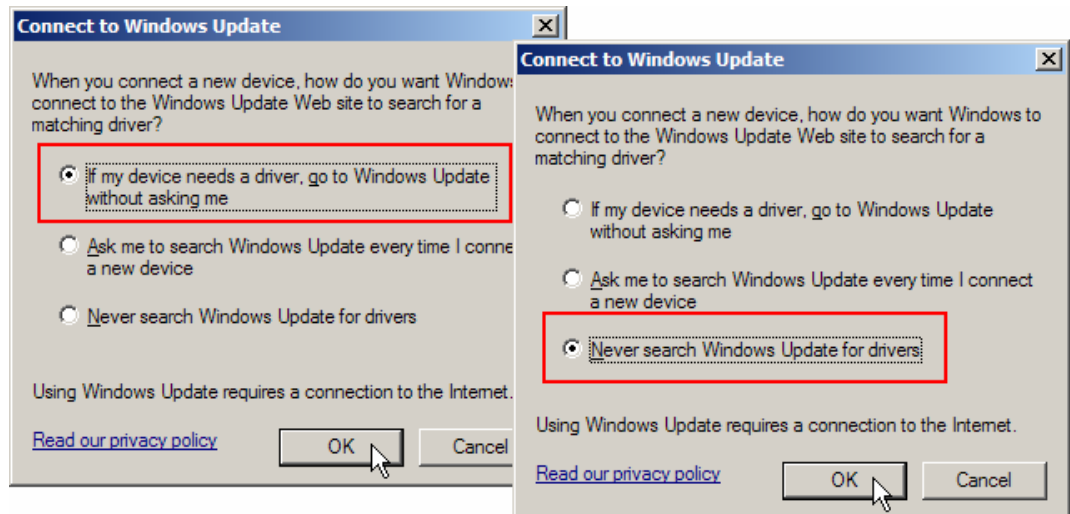 Connect to Windows Update
When you connect a new device, how do you want Window
connect to the Windows Update Web site to search for a
matching driver?
If my device needs a driver, go to Windows Update
without asking me
Ask me to search Windows Update every time I conne
a new device
Never search Windows Update for drivers
Using Windows Update requires a connection to the Internet.
Read our privacy policy
OK
Cancel
Connect to Windows Update
When you connect a new device, how do you want Windows to
connect to the Windows Update Web site to search for a
matching driver?
If my device needs a driver, go to Windows Update
without asking me
Ask me to search Windows Update every time I connect
a new device
Never search Windows Update for drivers
Using Windows Update requires a connection to the Internet.
Read our privacy policy
OK
Cancel